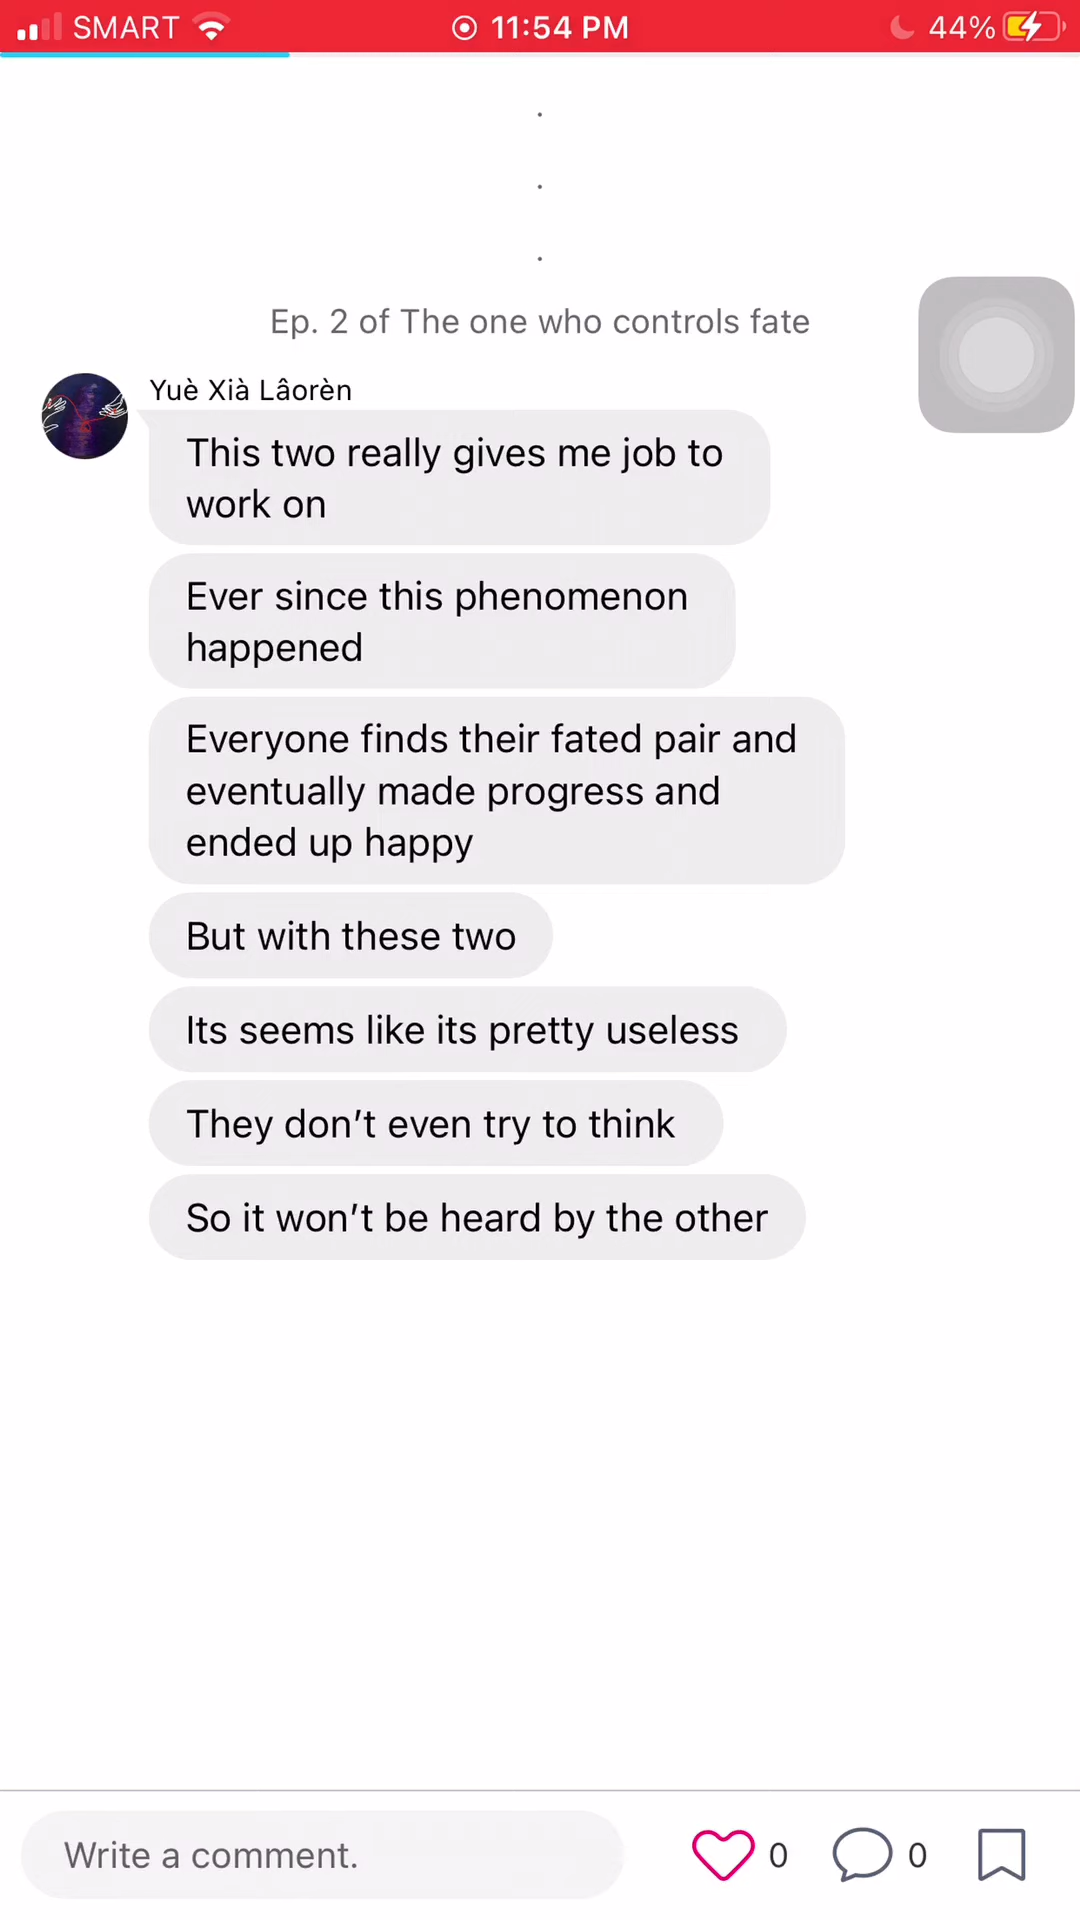 SMART 11:54 PM 44%
.
.
.
Ep. 2 of The one who controls fate
Yuè Xià Lâorèn
This two really gives me job to
work on
Ever since this phenomenon
happened
Everyone finds their fated pair and
eventually made progress and
ended up happy
But with these two
Its seems like its pretty useless
They don’t even try to think
So it won’t be heard by the other
Write a comment. 0 0